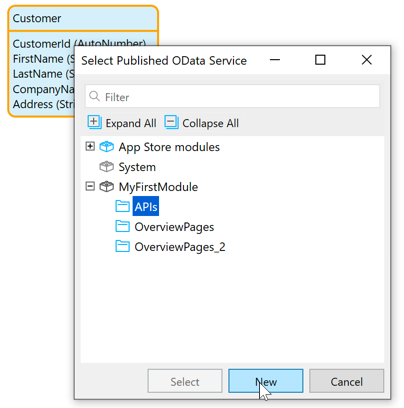 Customer
CustomerId (AutoNumber)
FirstName (S
LastName (S
CompanyNa
Address (Stri
Select Published OData Service
Filter
Expand All Collapse All
App Store modules
System
MyFirstModule
APIs
OverviewPages
OverviewPages_2
Select New Cancel